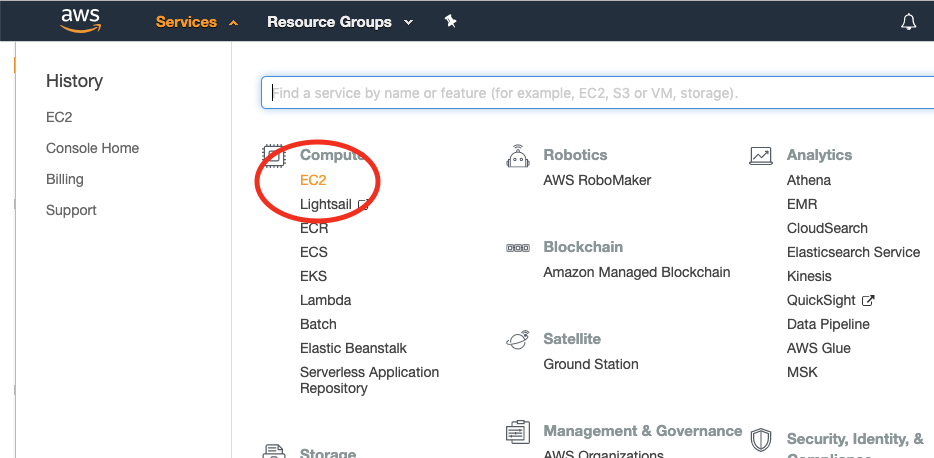 aws
Services
Resource Groups
History
EC2
Console Home
Billing
Support
Find a service by name or feature (for example, EC2, S3 or VM, storage).
Compute
EC2
Lightsail
ECR
ECS
EKS
Lambda
Batch
Elastic Beanstalk
Serverless Application
Repository
Storage
Robotics
AWS RoboMaker
Blockchain
Amazon Managed Blockchain
Satellite
Ground Station
Management & Governance
AWS Organizations
Analytics
Athena
EMR
CloudSearch
Elasticsearch Service
Kinesis
QuickSight
Data Pipeline
AWS Glue
MSK
Security, Identity, &
Compliance